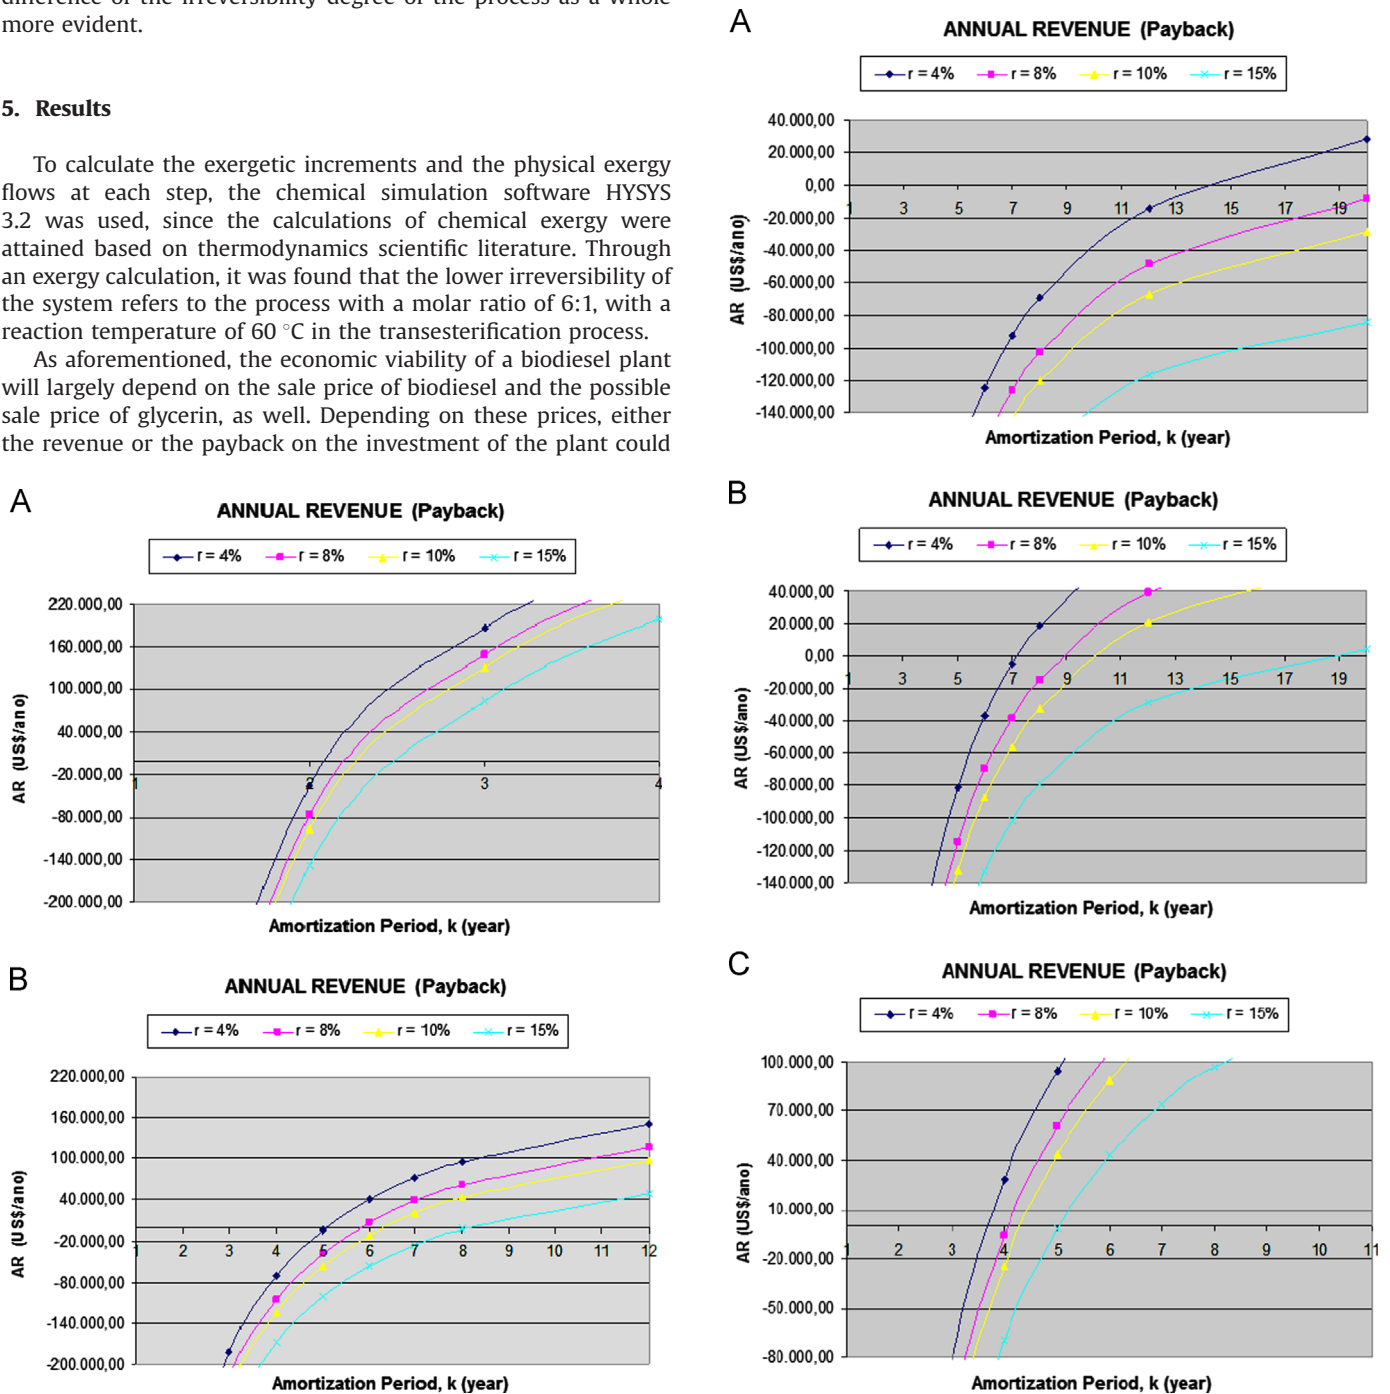 difference of the irreversibility degree of the process as a whole
more evident.
5. Results
To calculate the exergetic increments and the physical exergy
flows at each step, the chemical simulation software HYSYS
3.2 was used, since the calculations of chemical exergy were
attained based on thermodynamics scientific literature. Through
an exergy calculation, it was found that the lower irreversibility of
the system refers to the process with a molar ratio of 6:1, with a
reaction temperature of 60 °C in the transesterification process.
As aforementioned, the economic viability of a biodiesel plant
will largely depend on the sale price of biodiesel and the possible
sale price of glycerin, as well. Depending on these prices, either
the revenue or the payback on the investment of the plant could
A
ANNUAL REVENUE (Payback)
r = 4% r = 8% r = 10% r = 15%
220.000,00
160.000,00
100.000,00
40.000,00
-20.000,00
-80.000,00
-140.000,00
-200.000,00
1 2 3 4
AR (US$/ano)
Amortization Period, k (year)
B
ANNUAL REVENUE (Payback)
r = 4% r = 8% r = 10% r = 15%
220.000,00
160.000,00
100.000,00
40.000,00
-20.000,00
-80.000,00
-140.000,00
-200.000,00
1 2 3 4 5 6 7 8 9 10 11 12
AR (US$/ano)
Amortization Period, k (year)
A
ANNUAL REVENUE (Payback)
r = 4% r = 8% r = 10% r = 15%
40.000,00
20.000,00
0,00
-20.000,00
-40.000,00
-60.000,00
-80.000,00
-100.000,00
-120.000,00
-140.000,00
1 3 5 7 9 11 13 15 17 19
AR (US$/ano)
Amortization Period, k (year)
B
ANNUAL REVENUE (Payback)
r = 4% r = 8% r = 10% r = 15%
40.000,00
20.000,00
0,00
-20.000,00
-40.000,00
-60.000,00
-80.000,00
-100.000,00
-120.000,00
-140.000,00
1 3 5 7 9 11 13 15 17 19
AR (US$/ano)
Amortization Period, k (year)
C
ANNUAL REVENUE (Payback)
r = 4% r = 8% r = 10% r = 15%
100.000,00
70.000,00
40.000,00
10.000,00
-20.000,00
-50.000,00
-80.000,00
1 2 3 4 5 6 7 8 9 10 11
AR (US$/ano)
Amortization Period, k (year)